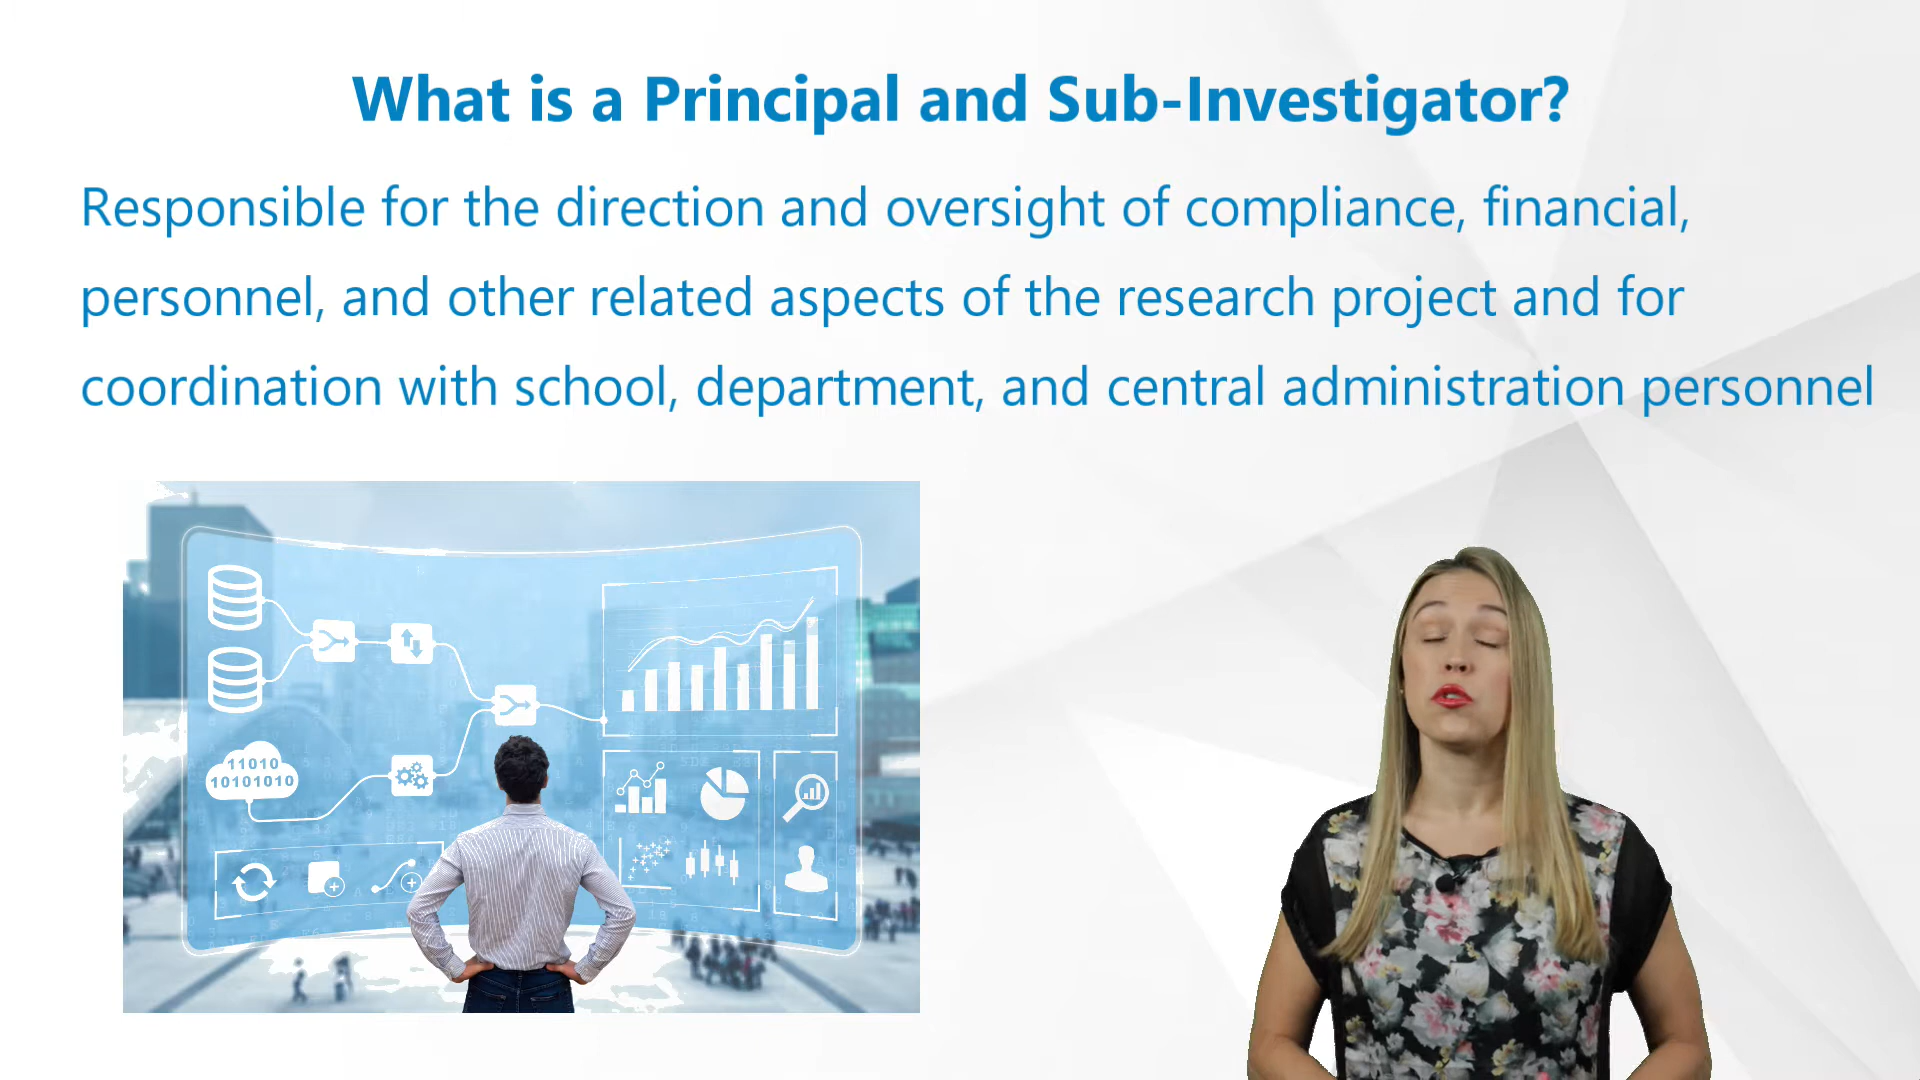 What is a Principal and Sub-Investigator?
Responsible for the direction and oversight of compliance, financial,
personnel, and other related aspects of the research project and for
coordination with school, department, and central administration personnel
11010
10101010